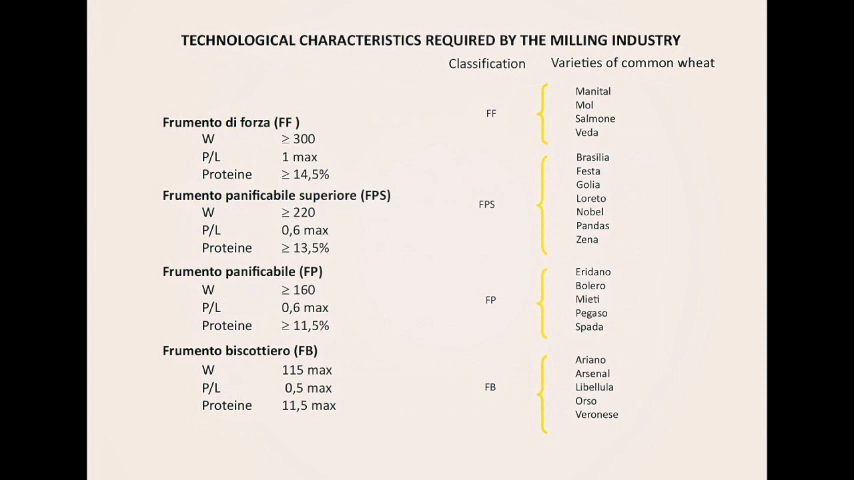 TECHNOLOGICAL CHARACTERISTICS REQUIRED BY THE MILLING INDUSTRY
Classification Varieties of common wheat
Frumento di forza (FF )
W ≥ 300
P/L 1 max
Proteine ≥ 14,5%
Frumento panificabile superiore (FPS)
W ≥ 220
P/L 0,6 max
Proteine ≥ 13,5%
Frumento panificabile (FP)
W ≥ 160
P/L 0,6 max
Proteine ≥ 11,5%
Frumento biscottiero (FB)
W 115 max
P/L 0,5 max
Proteine 11,5 max
FF
Manital
Mol
Salmone
Veda
FPS
Brasilia
Festa
Golia
Loreto
Nobel
Pandas
Zena
FP
Eridano
Bolero
Mieti
Pegaso
Spada
FB
Ariano
Arsenal
Libellula
Orso
Veronese